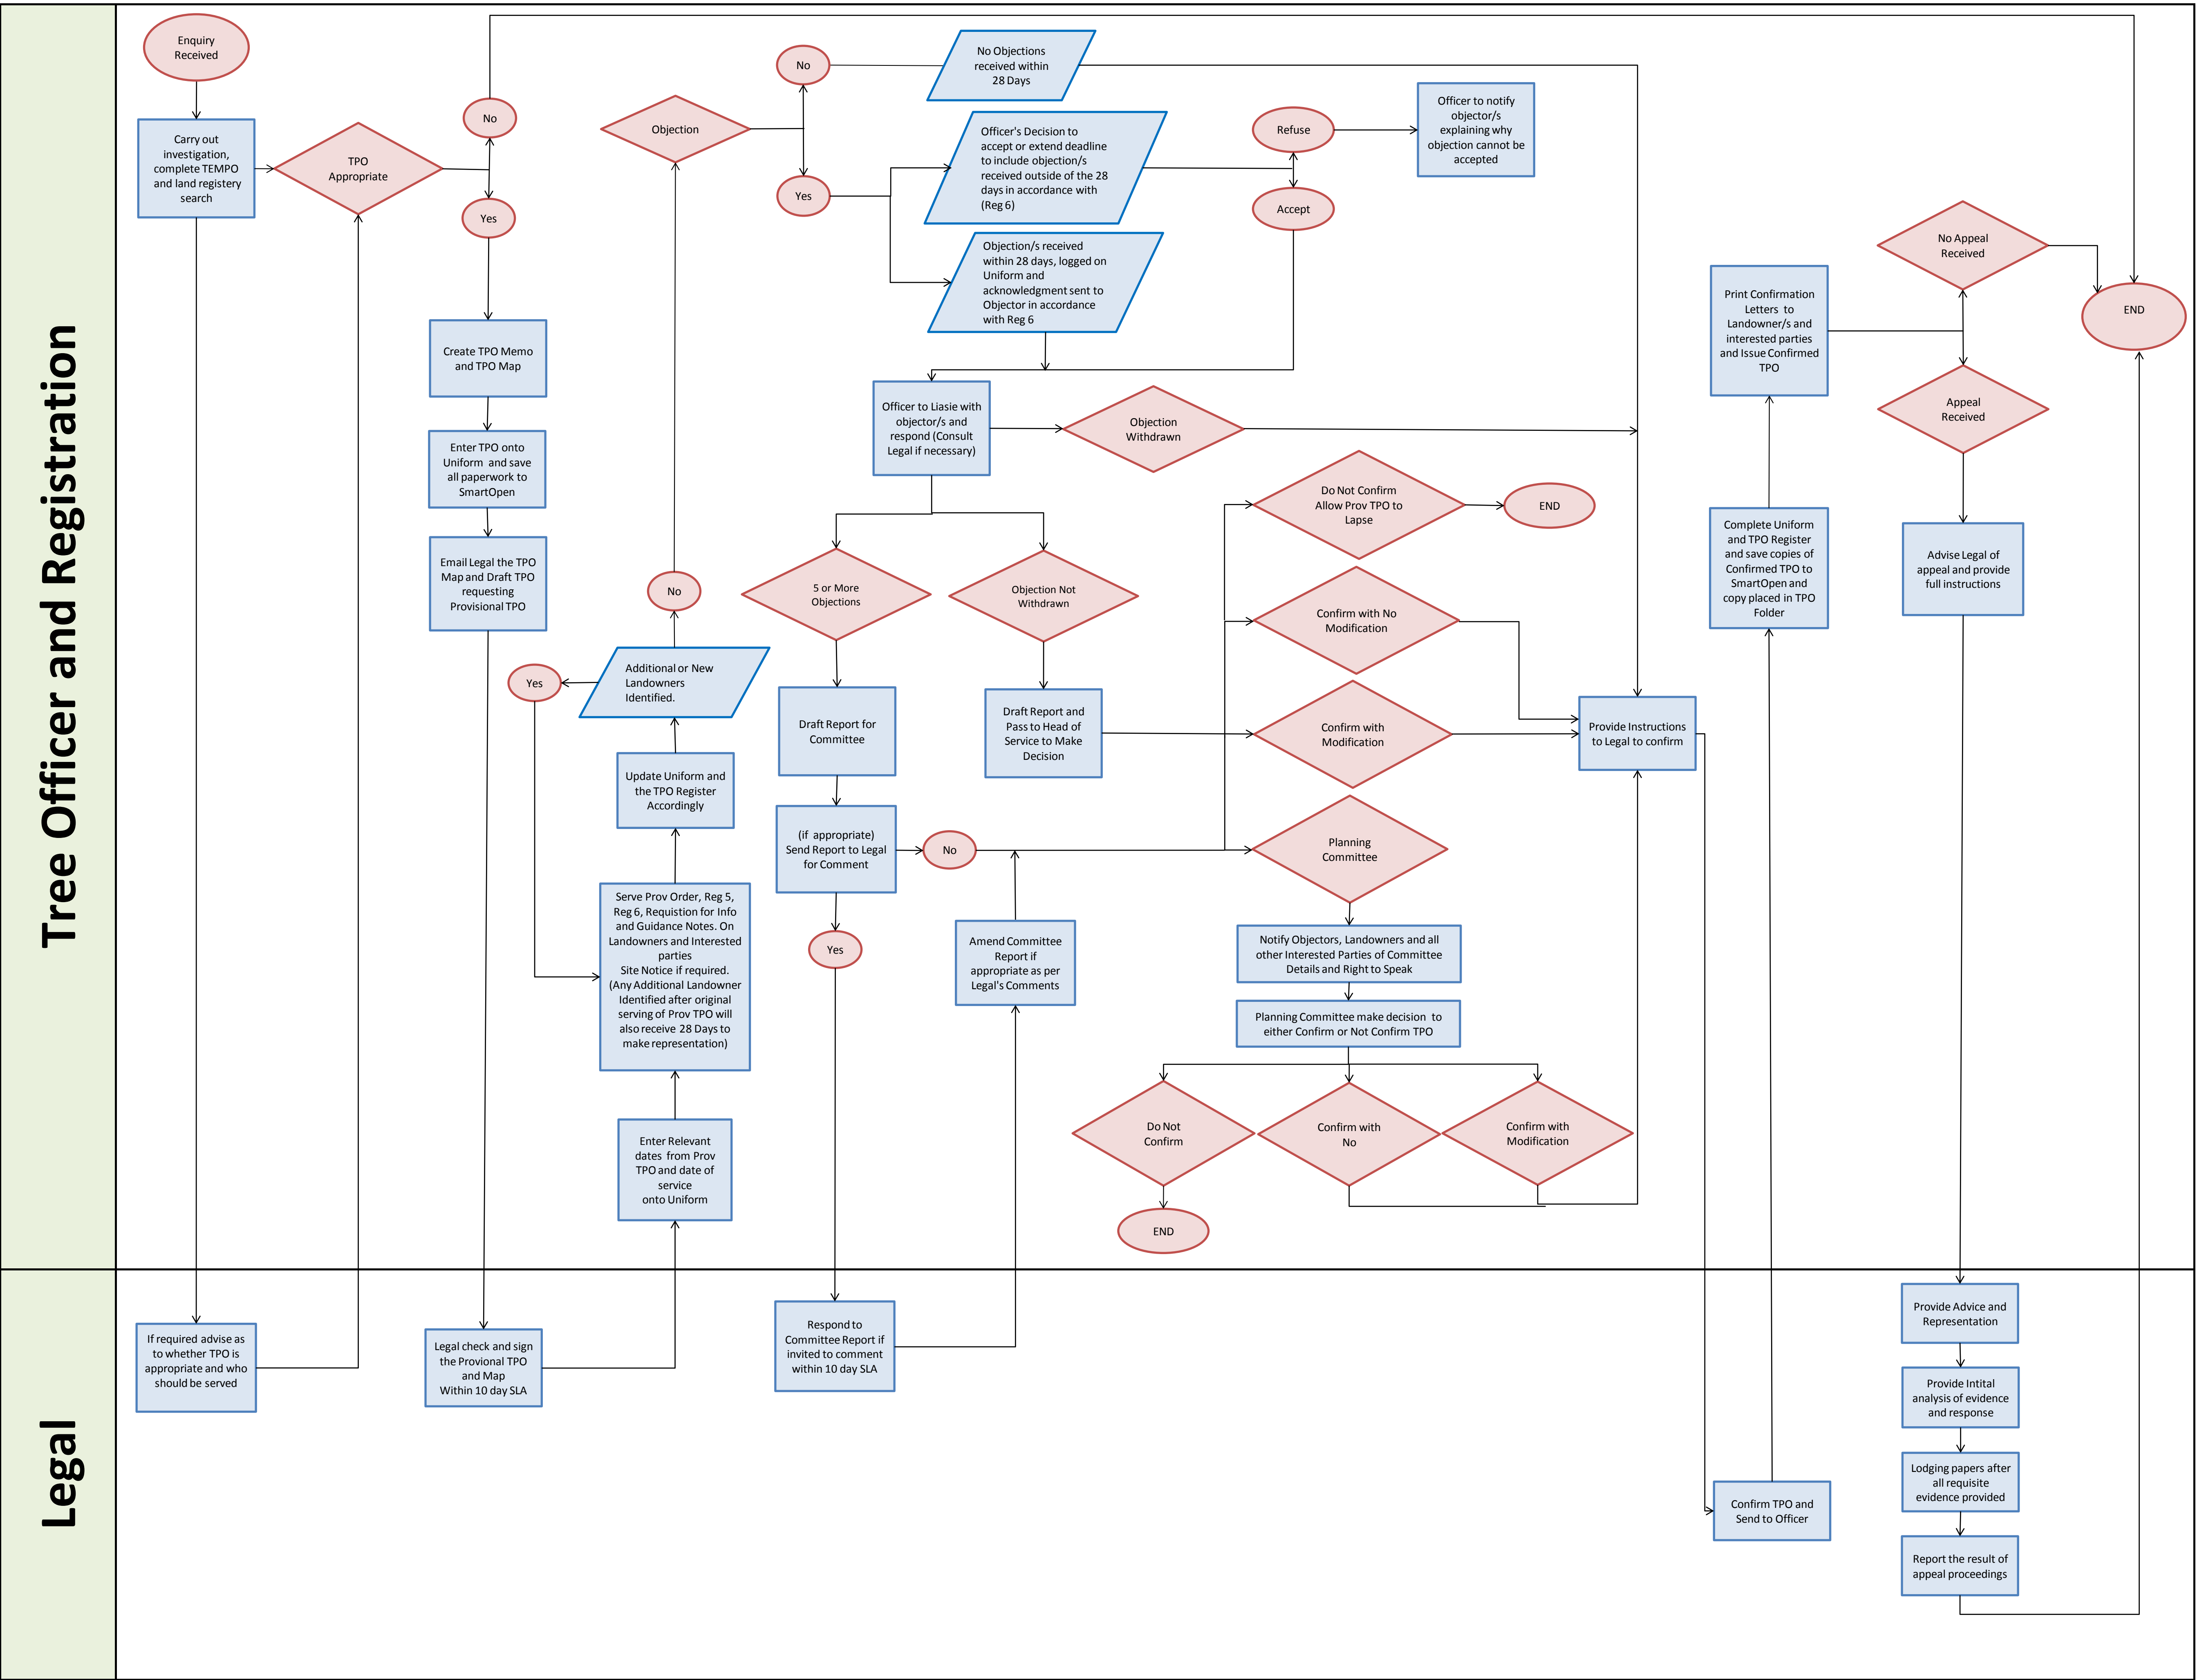 Tree Officer and Registration
Enquiry
Received
Carry out
investigation,
complete TEMPO
and land registery
search
TPO
Appropriate
No
Yes
Create TPO Memo
and TPO Map
Enter TPO onto
Uniform and save
all paperwork to
SmartOpen
Email Legal the TPO
Map and Draft TPO
requesting
Provisional TPO
Objection
No
Yes
Additional or New
Landowners
Identified.
Update Uniform and
the TPO Register
Accordingly
Serve Prov Order, Reg 5,
Reg 6, Requistion for Info
and Guidance Notes. On
Landowners and Interested
parties
Site Notice if required.
(Any Additional Landowner
Identified after original
serving of Prov TPO will
also receive 28 Days to
make representation)
Enter Relevant
dates from Prov
TPO and date of
service
onto Uniform
No
Yes
No Objections
received within
28 Days
Officer's Decision to
accept or extend deadline
to include objection/s
received outside of the 28
days in accordance with
(Reg 6)
Objection/s received
within 28 days, logged on
Uniform and
acknowledgment sent to
Objector in accordance
with Reg 6
Refuse
Accept
Officer to notify
objector/s
explaining why
objection cannot be
accepted
Officer to Liasie with
objector/s and
respond (Consult
Legal if necessary)
Objection
Withdrawn
5 or More
Objections
Objection Not
Withdrawn
Draft Report for
Committee
Draft Report and
Pass to Head of
Service to Make
Decision
(if appropriate)
Send Report to Legal
for Comment
No
Yes
Amend Committee
Report if
appropriate as per
Legal's Comments
Do Not Confirm
Allow Prov TPO to
Lapse
END
Confirm with No
Modification
Confirm with
Modification
Planning
Committee
Notify Objectors, Landowners and all
other Interested Parties of Committee
Details and Right to Speak
Planning Committee make decision to
either Confirm or Not Confirm TPO
Do Not
Confirm
Confirm with
No
Confirm with
Modification
END
Provide Instructions
to Legal to confirm
Print Confirmation
Letters to
Landowner/s and
interested parties
and Issue Confirmed
TPO
Complete Uniform
and TPO Register
and save copies of
Confirmed TPO to
SmartOpen and
copy placed in TPO
Folder
No Appeal
Received
Appeal
Received
END
Advise Legal of
appeal and provide
full instructions
Legal
If required advise as
to whether TPO is
appropriate and who
should be served
Legal check and sign
the Provional TPO
and Map
Within 10 day SLA
Respond to
Committee Report if
invited to comment
within 10 day SLA
Confirm TPO and
Send to Officer
Provide Advice and
Representation
Provide Intital
analysis of evidence
and response
Lodging papers after
all requisite
evidence provided
Report the result of
appeal proceedings